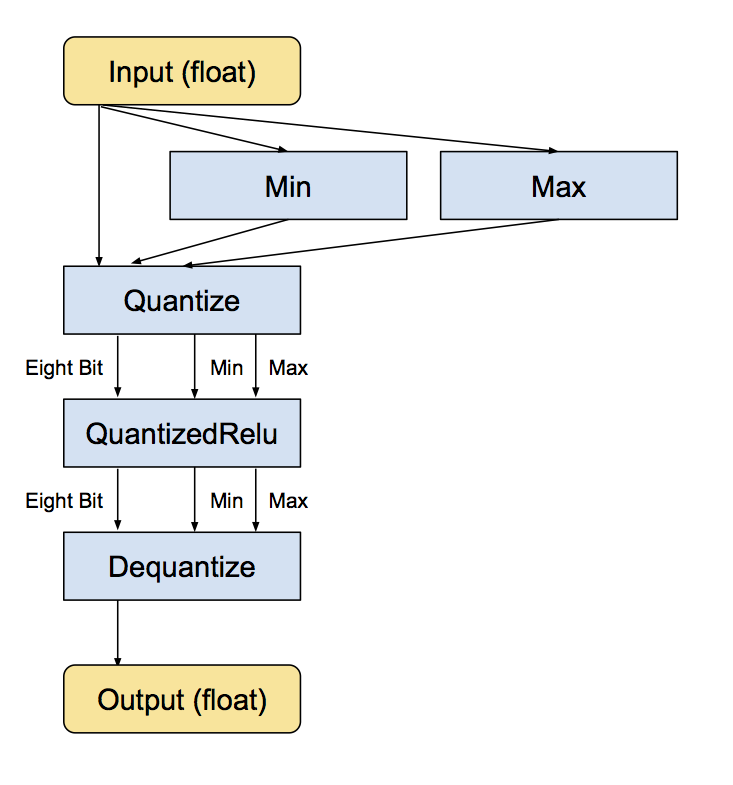 Input (float)
Min
Max
Quantize
Eight Bit
Min
Max
QuantizedRelu
Eight Bit
Min
Max
Dequantize
Output (float)